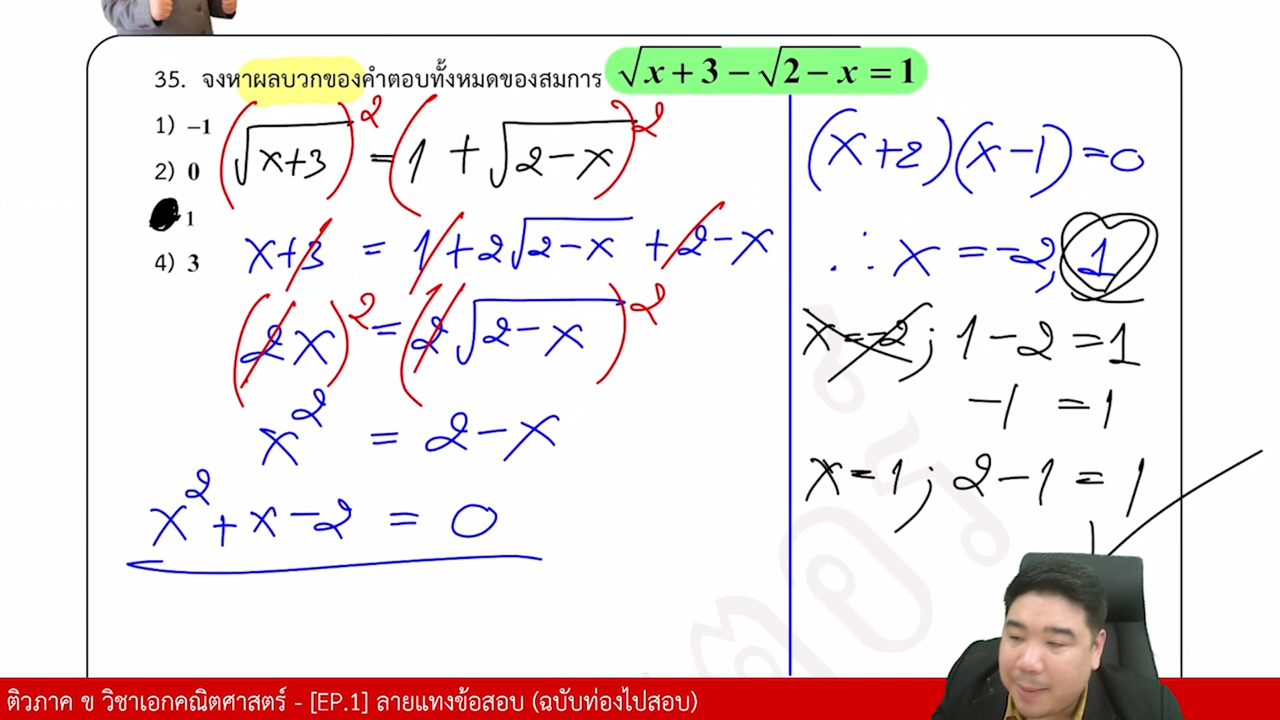 35. จงหาผลบวกของคำตอบทั้งหมดของสมการ √x+3 − √2−x = 1
1) −1
2) 0
1
4) 3
(√x+3)² = (1 + √2−x)²
x+3 = 1 + 2√2−x + 2−x
(2x)² = (2√2−x)²
x² = 2−x
x²+x−2 = 0
(x+2)(x−1)=0
∴ x = −2, 1
x=−2; 1−2=1
−1 = 1
x=1; 2−1 = 1
ติวภาค ข วิชาเอกคณิตศาสตร์ - [EP.1] ลายแทงข้อสอบ (ฉบับท่องไปสอบ)